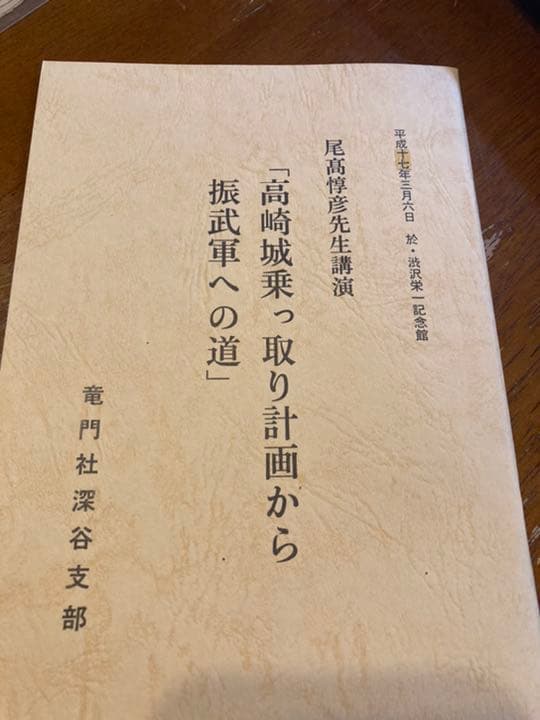 平成十七年三月六日 於・渋沢栄一記念館
尾髙惇彦先生講演
「高崎城乗っ取り計画から
振武軍への道」
竜門社深谷支部